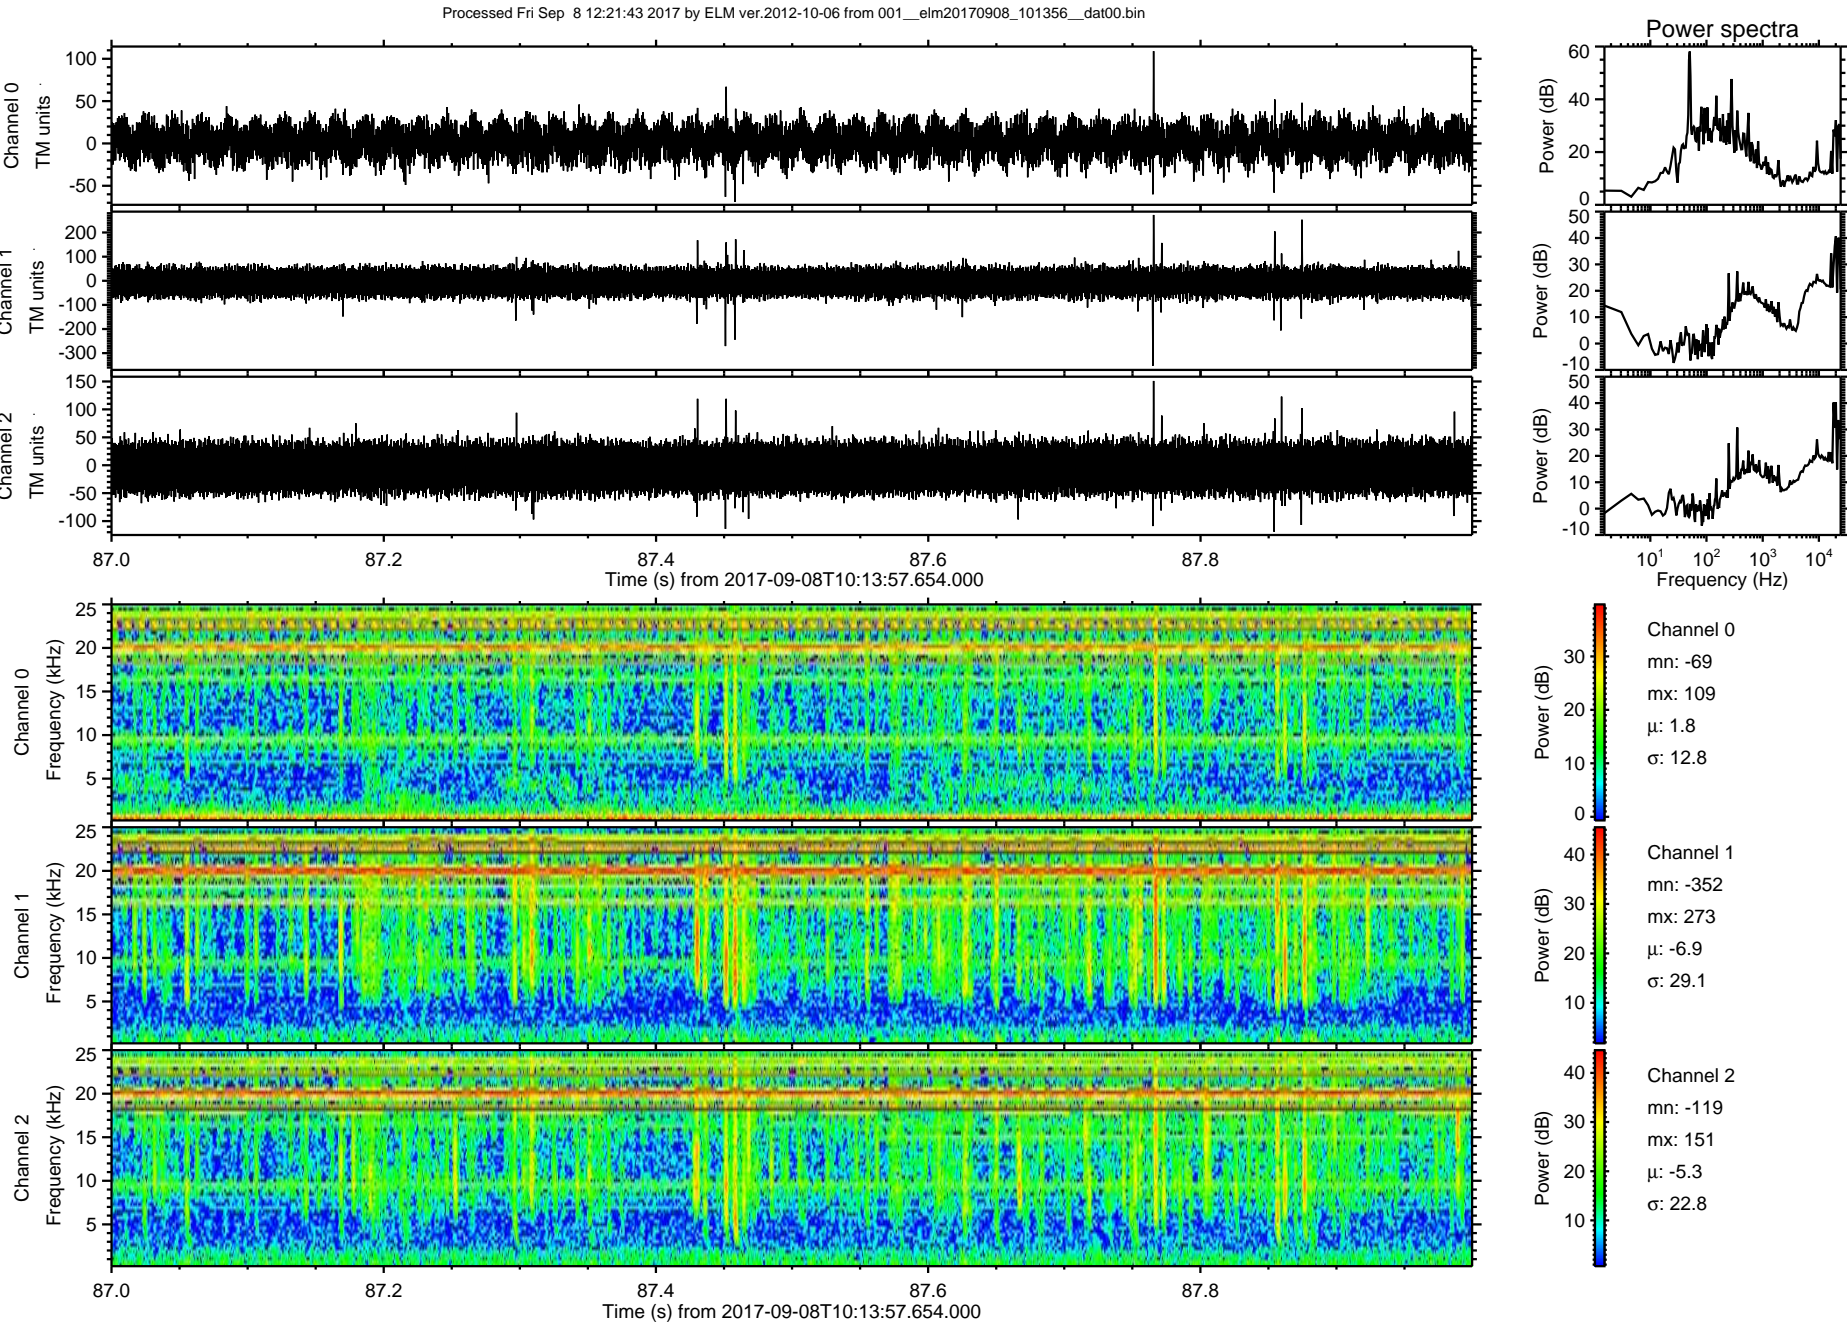 Processed Fri Sep 8 12:21:43 2017 by ELM ver.2012-10-06 from 001__elm20170908_101356__dat00.bin
Power spectra
Channel 0
TM units
100
50
0
-50
Power (dB)
60
40
20
0
Channel 1
TM units
200
100
0
-100
-200
-300
Power (dB)
50
40
30
20
10
0
-10
Channel 2
TM units
150
100
50
0
-50
-100
Power (dB)
50
40
30
20
10
0
-10
87.0 87.2 87.4 87.6 87.8
Time (s) from 2017-09-08T10:13:57.654.000
10¹ 10² 10³ 10⁴
Frequency (Hz)
Channel 0
Frequency (kHz)
25
20
15
10
5
Power (dB)
30
20
10
0
Channel 0
mn: -69
mx: 109
μ: 1.8
σ: 12.8
Channel 1
Frequency (kHz)
25
20
15
10
5
Power (dB)
40
30
20
10
Channel 1
mn: -352
mx: 273
μ: -6.9
σ: 29.1
Channel 2
Frequency (kHz)
25
20
15
10
5
Power (dB)
40
30
20
10
Channel 2
mn: -119
mx: 151
μ: -5.3
σ: 22.8
87.0 87.2 87.4 87.6 87.8
Time (s) from 2017-09-08T10:13:57.654.000